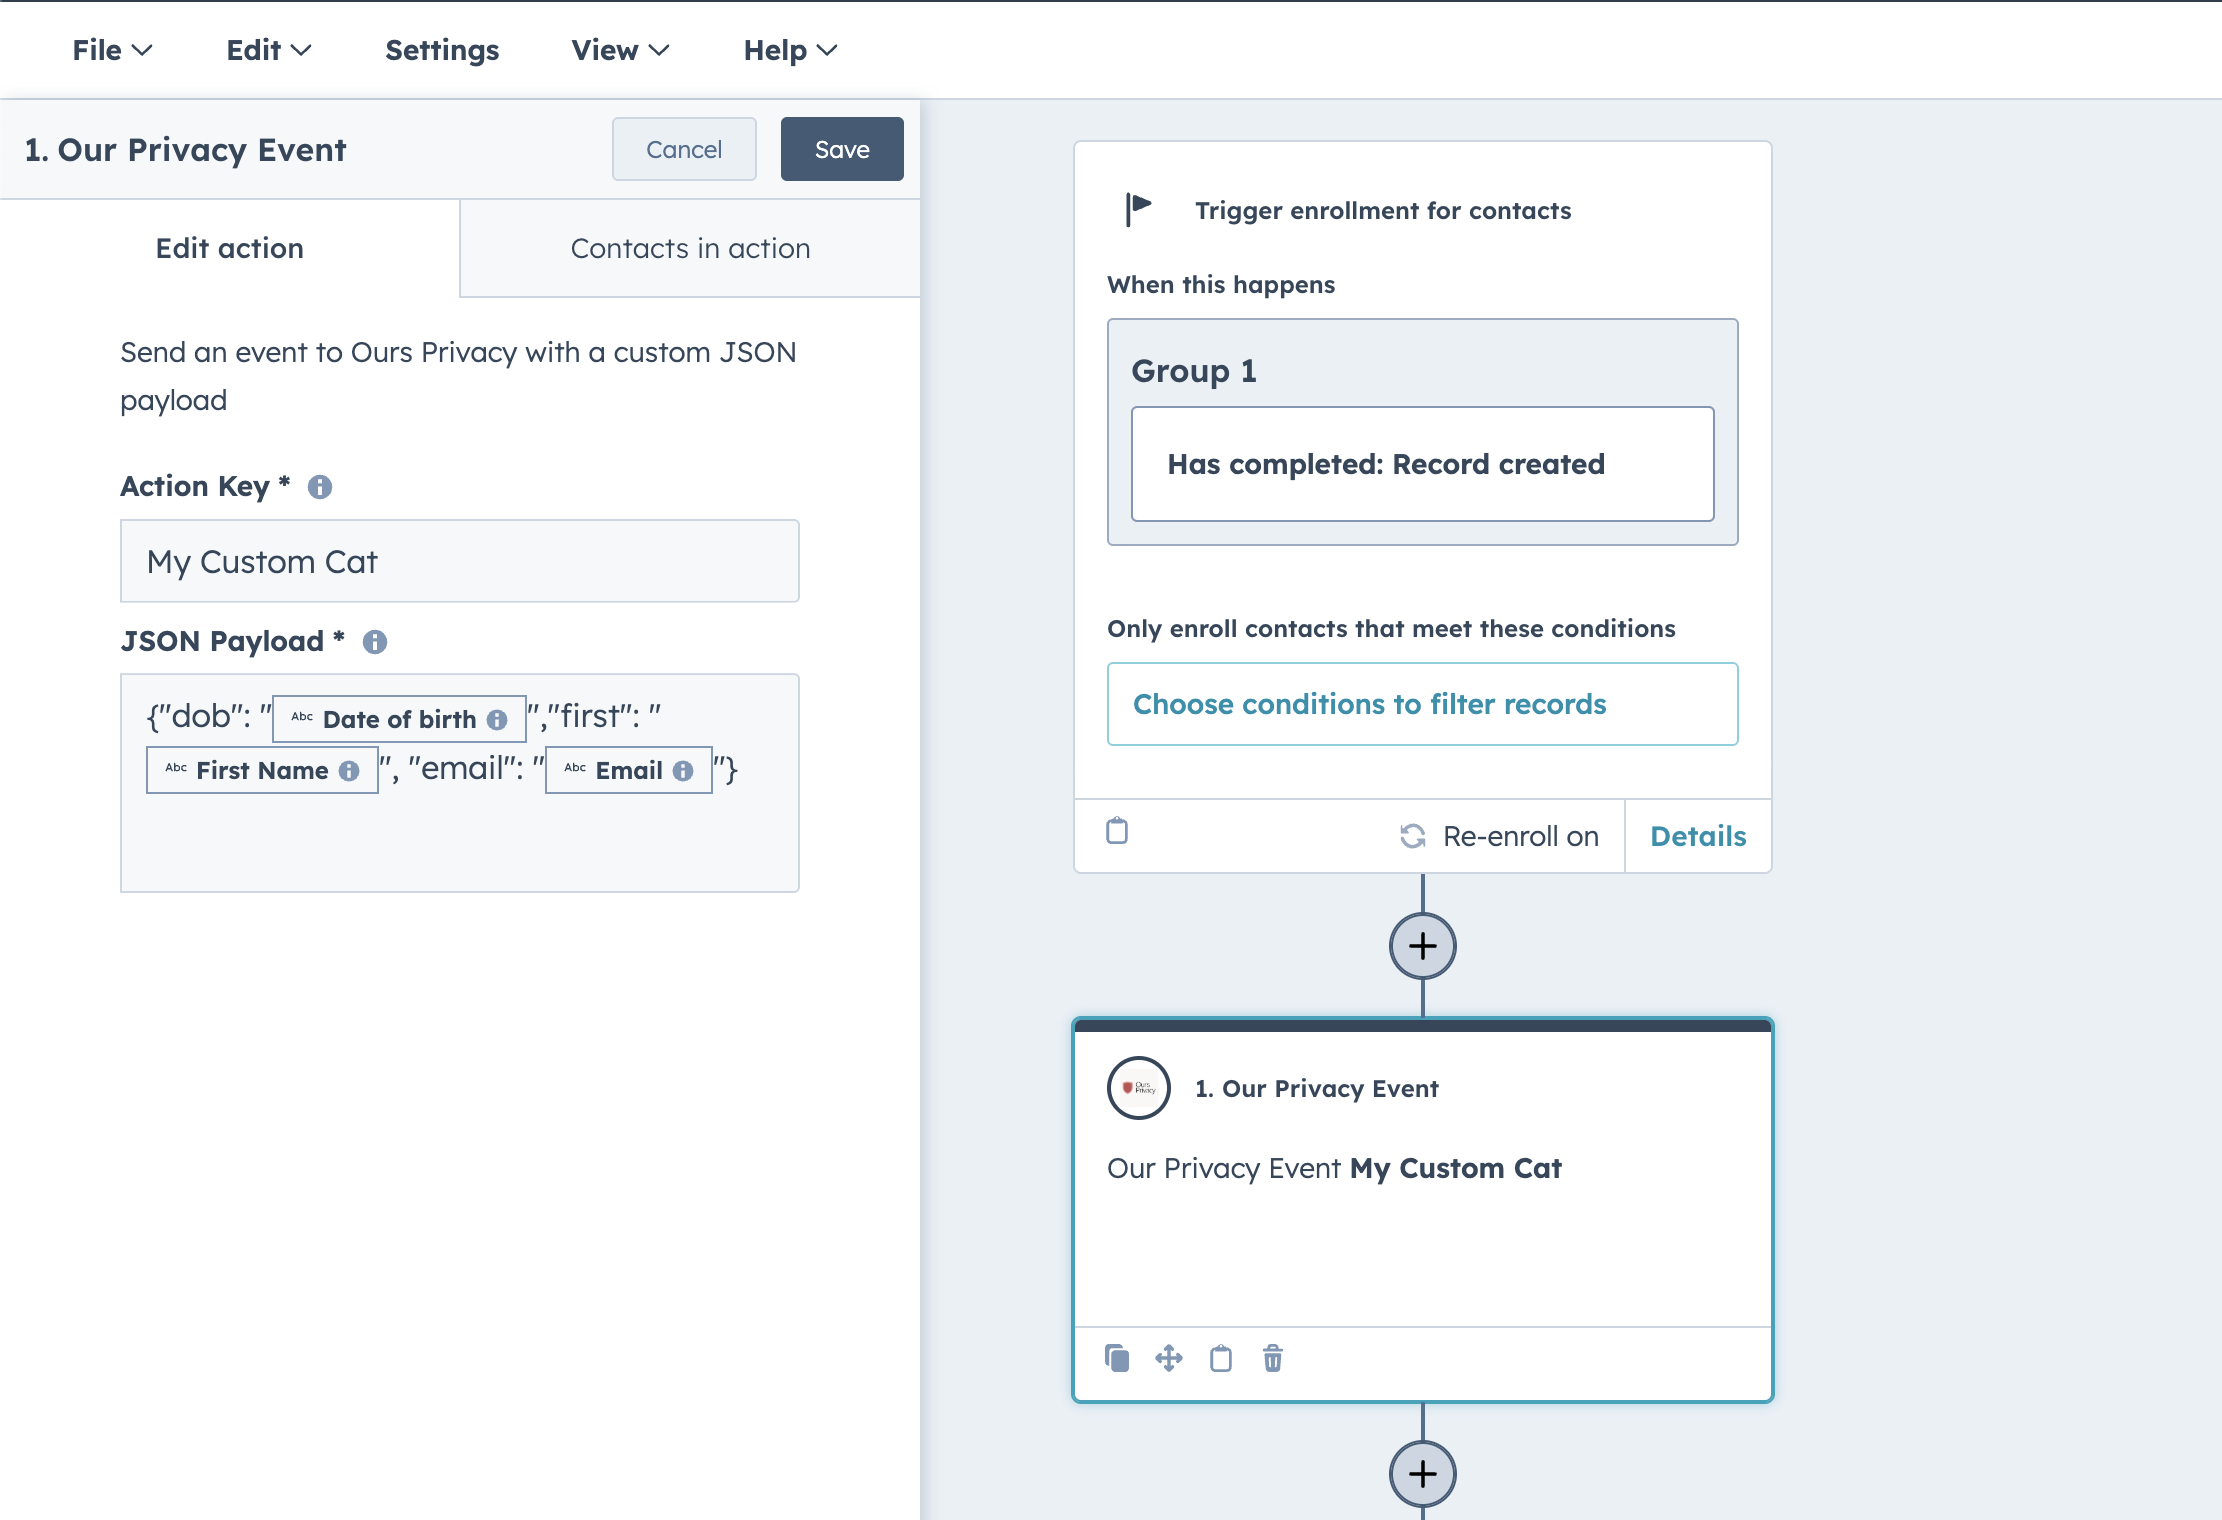 File Edit Settings View Help
1. Our Privacy Event
Cancel Save
Edit action Contacts in action
Send an event to Ours Privacy with a custom JSON
payload
Action Key *
My Custom Cat
JSON Payload *
{"dob": " Abc Date of birth ","first": "
Abc First Name ", "email": " Abc Email "}
Trigger enrollment for contacts
When this happens
Group 1
Has completed: Record created
Only enroll contacts that meet these conditions
Choose conditions to filter records
Re-enroll on Details
Ours
Privacy
1. Our Privacy Event
Our Privacy Event My Custom Cat